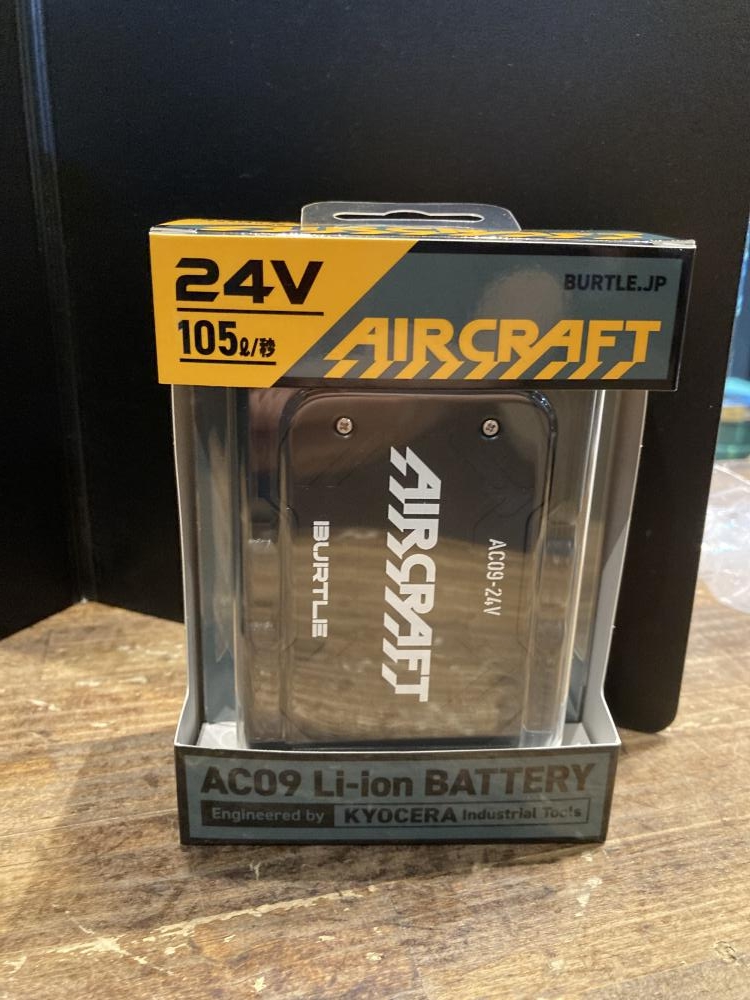 24V
105ℓ/秒
BURTLE.JP
AIRCRAFT
AIRCRAFT
BURTLE
AC09-24V
AC09 Li-ion BATTERY
Engineered by KYOCERA Industrial Tools